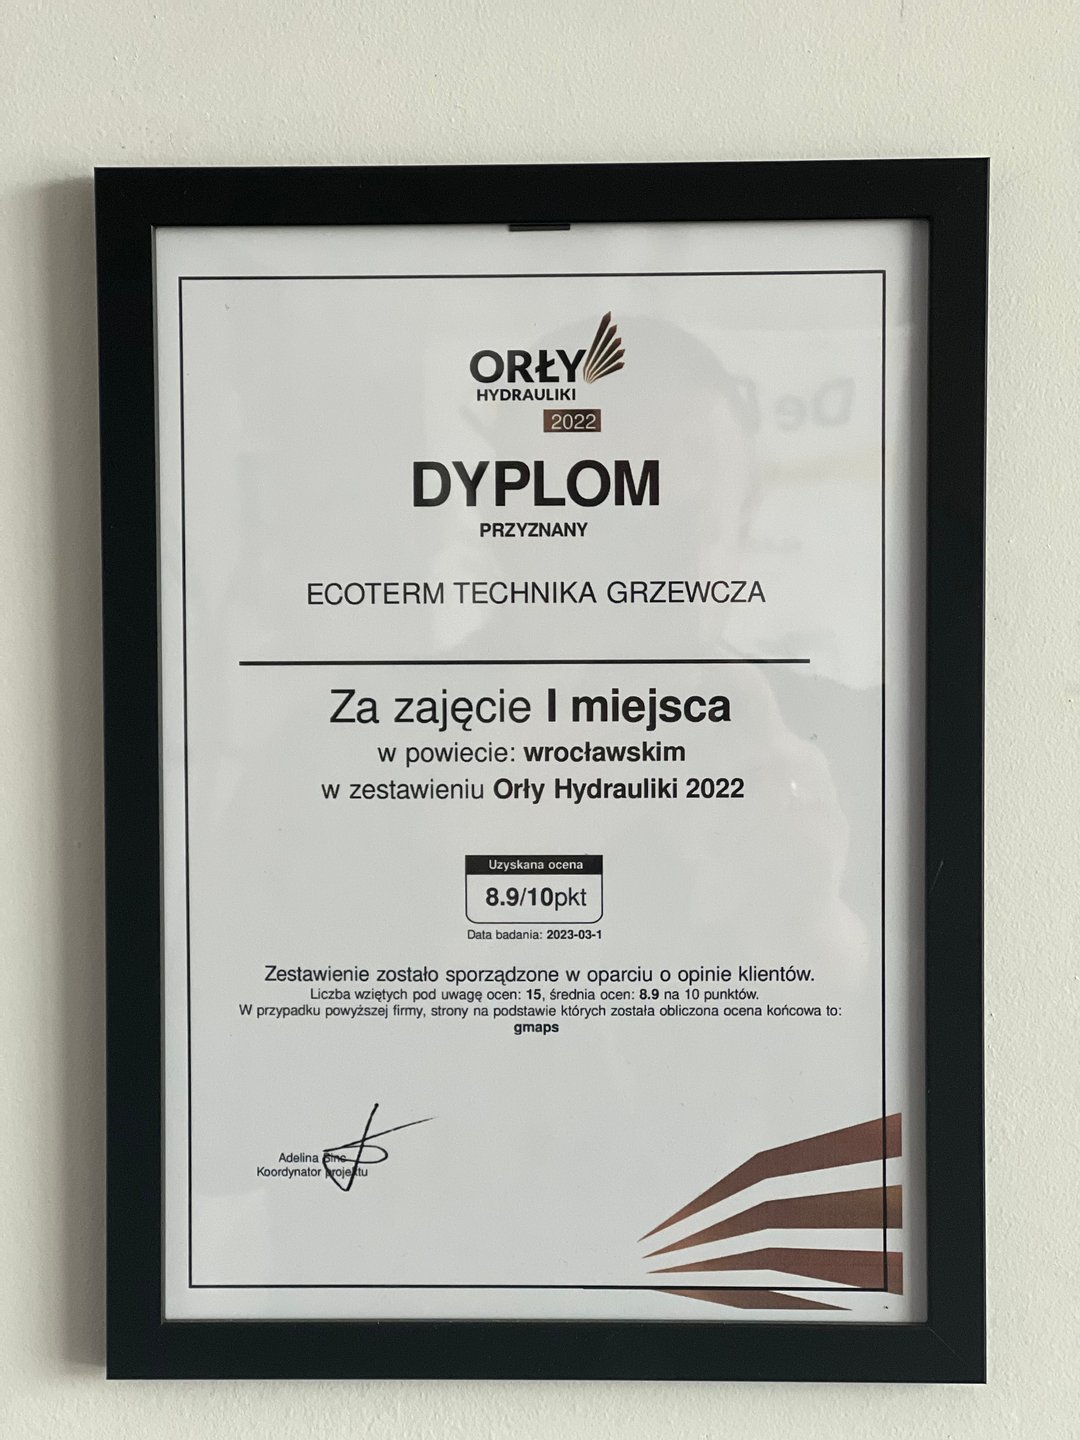 ORŁY
HYDRAULIKI
2022
DYPLOM
PRZYZNANY
ECOTERM TECHNIKA GRZEWCZA
Za zajęcie I miejsca
w powiecie: wrocławskim
w zestawieniu Orły Hydrauliki 2022
Uzyskana ocena
8.9/10pkt
Data badania: 2023-03-1
Zestawienie zostało sporządzone w oparciu o opinie klientów.
Liczba wziętych pod uwagę ocen: 15, średnia ocen: 8.9 na 10 punktów.
W przypadku powyższej firmy, strony na podstawie których została obliczona ocena końcowa to:
gmaps
Adelina
Koordynator projektu